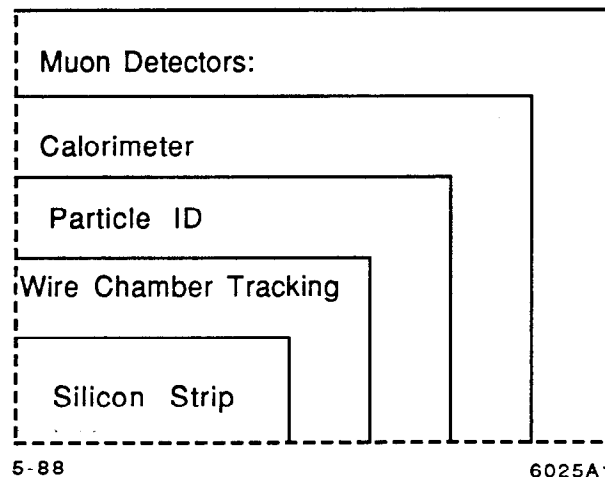 Muon Detectors:
Calorimeter
Particle ID
Wire Chamber Tracking
Silicon Strip
5-88 6025A1